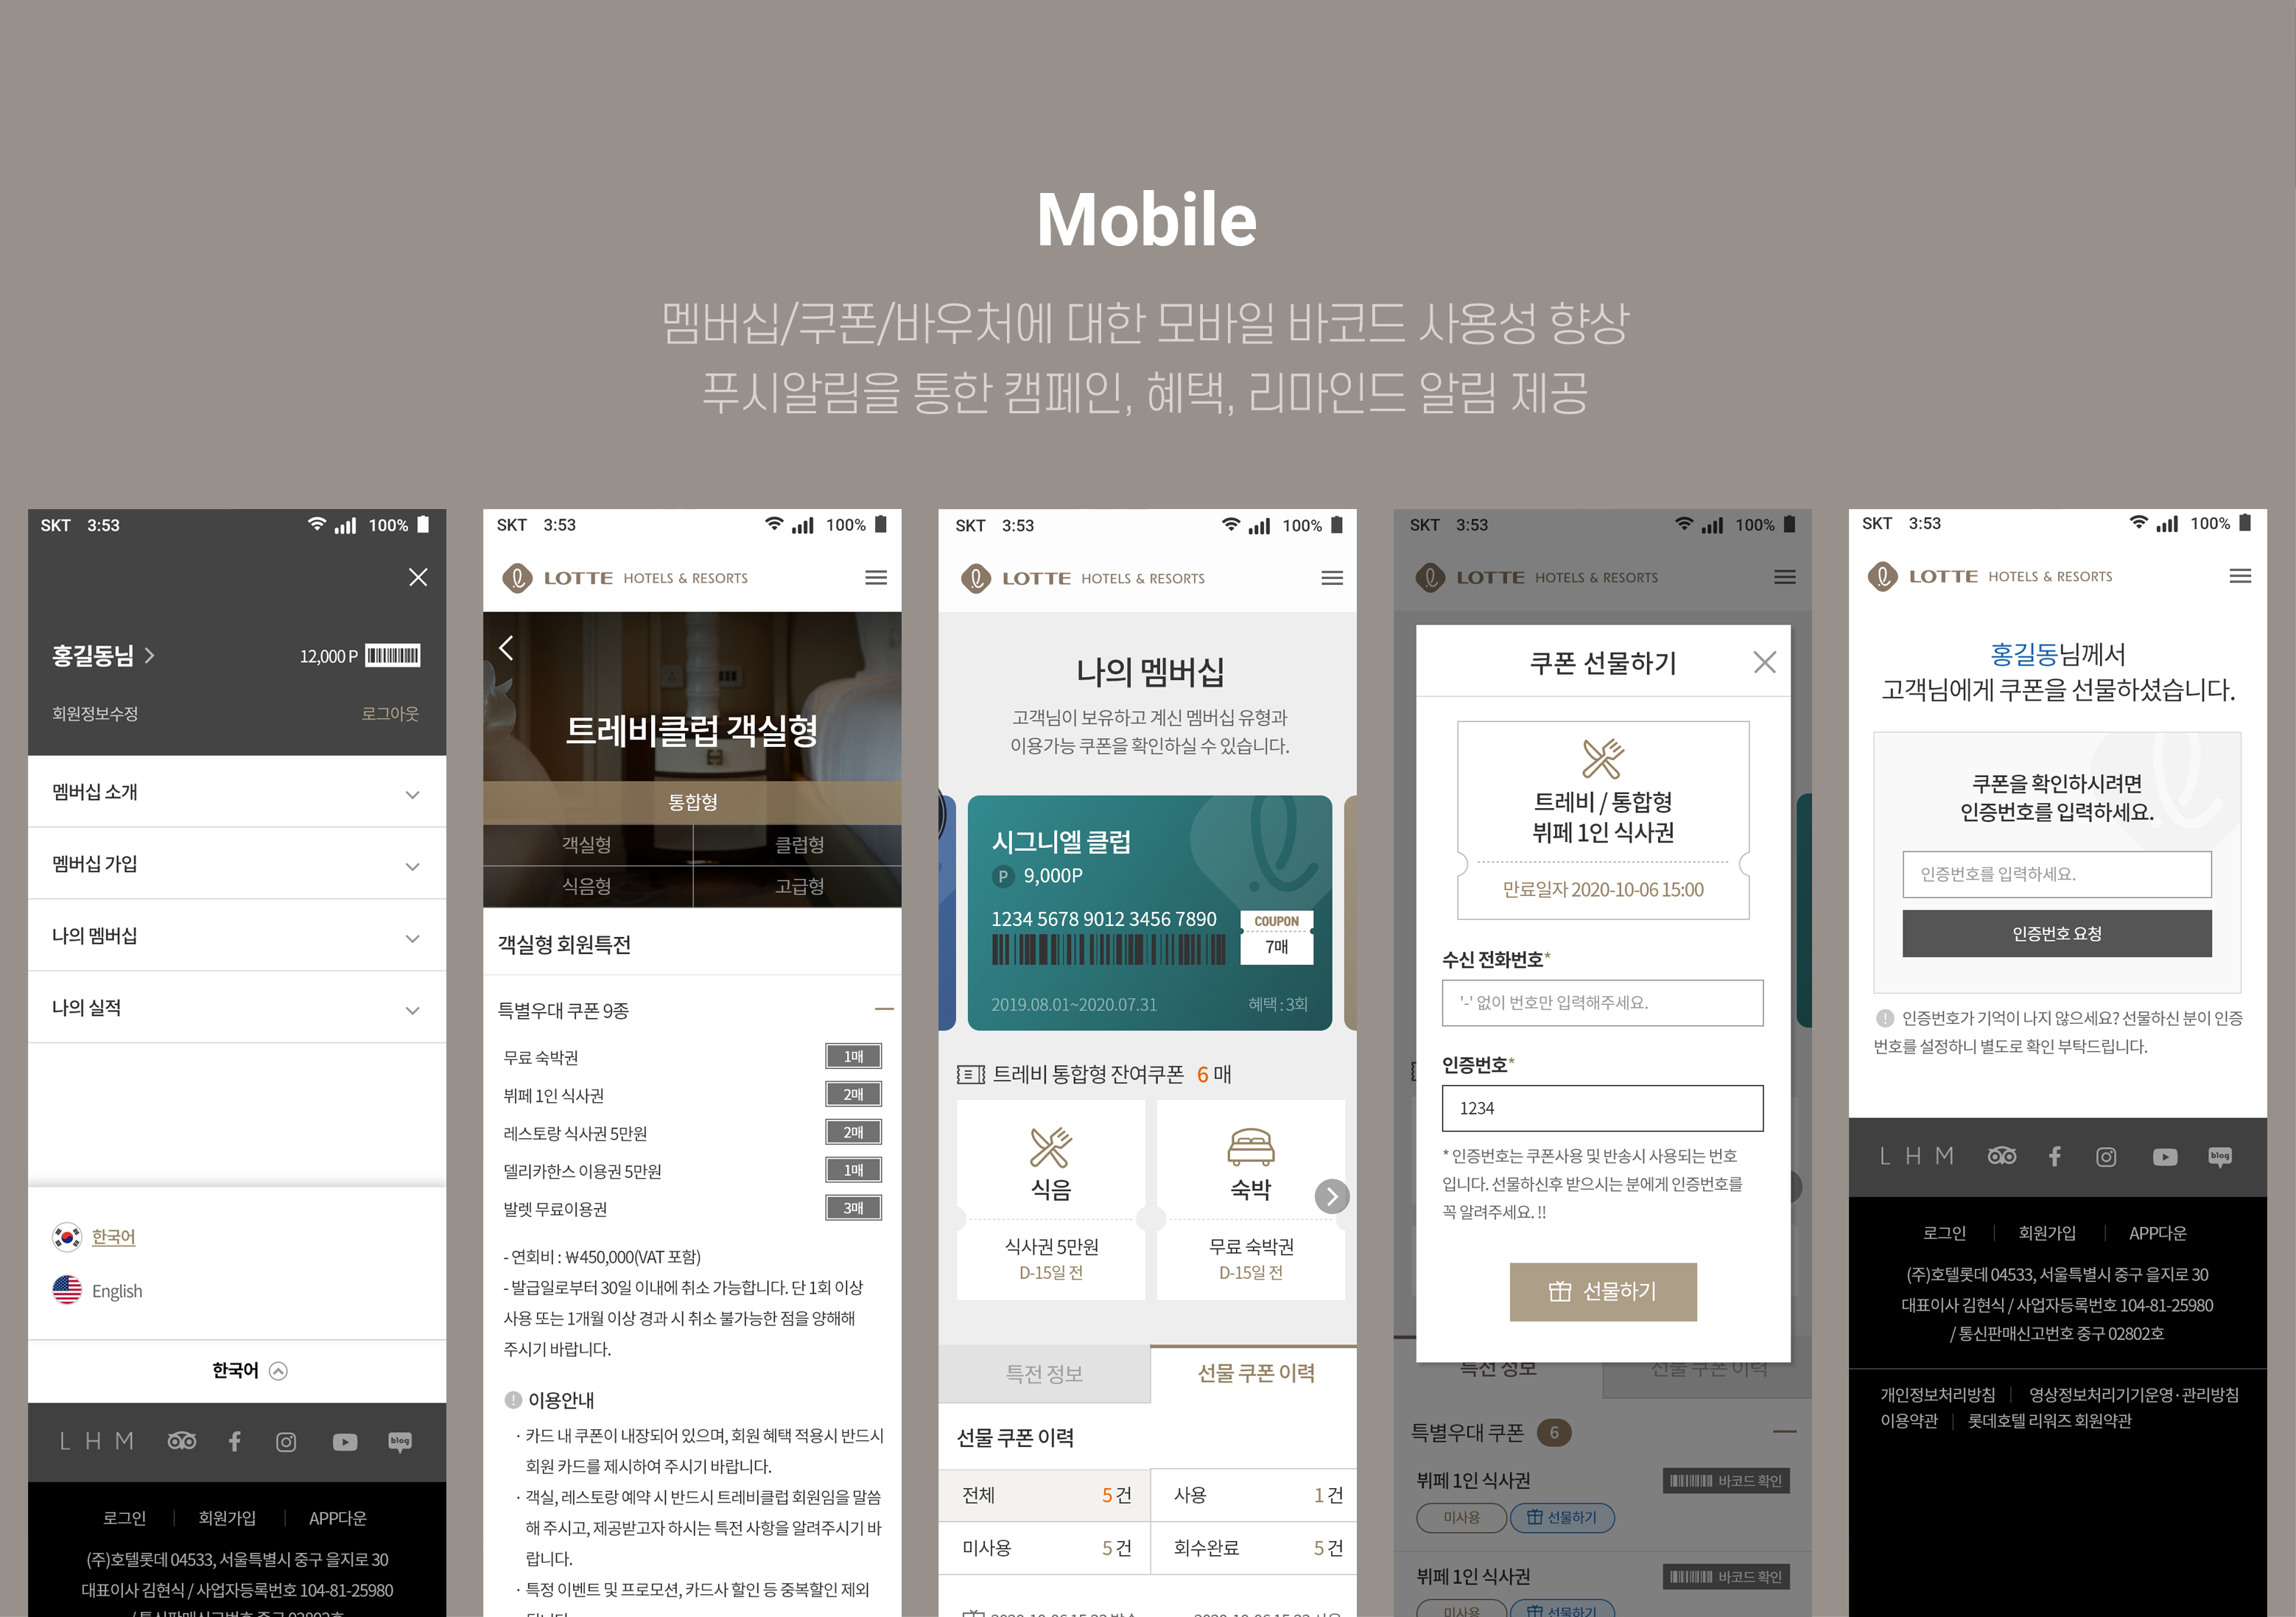 Mobile
멤버십/쿠폰/바우처에 대한 모바일 바코드 사용성 향상
푸시알림을 통한 캠페인, 혜택, 리마인드 알림 제공
SKT 3:53 100%
홍길동님
12,000 P
회원정보수정
로그아웃
멤버십 소개
멤버십 가입
나의 멤버십
나의 실적
한국어
English
한국어
L H M
blog
로그인 | 회원가입 | APP다운
(주)호텔롯데 04533, 서울특별시 중구 을지로 30
대표이사 김현식 / 사업자등록번호 104-81-25980
/ 통신판매신고번호 중구 02802호
SKT 3:53 100%
LOTTE HOTELS & RESORTS
트레비클럽 객실형
통합형
객실형 클럽형
식음형 고급형
객실형 회원특전
특별우대 쿠폰 9종
무료 숙박권 1매
뷔페 1인 식사권 2매
레스토랑 식사권 5만원 2매
델리카한스 이용권 5만원 1매
발렛 무료이용권 3매
- 연회비 : ₩450,000(VAT 포함)
- 발급일로부터 30일 이내에 취소 가능합니다. 단 1회 이상
사용 또는 1개월 이상 경과 시 취소 불가능한 점을 양해해
주시기 바랍니다.
이용안내
· 카드 내 쿠폰이 내장되어 있으며, 회원 혜택 적용시 반드시
회원 카드를 제시하여 주시기 바랍니다.
· 객실, 레스토랑 예약 시 반드시 트레비클럽 회원임을 말씀
해 주시고, 제공받고자 하시는 특전 사항을 알려주시기 바
랍니다.
· 특정 이벤트 및 프로모션, 카드사 할인 등 중복할인 제외
SKT 3:53 100%
LOTTE HOTELS & RESORTS
나의 멤버십
고객님이 보유하고 계신 멤버십 유형과
이용가능 쿠폰을 확인하실 수 있습니다.
시그니엘 클럽
P 9,000P
1234 5678 9012 3456 7890
COUPON
7매
2019.08.01~2020.07.31
혜택 : 3회
트레비 통합형 잔여쿠폰 6 매
식음
식사권 5만원
D-15일 전
숙박
무료 숙박권
D-15일 전
특전 정보
선물 쿠폰 이력
선물 쿠폰 이력
전체 5 건
사용 1 건
미사용 5 건
회수완료 5 건
SKT 3:53 100%
LOTTE HOTELS & RESORTS
쿠폰 선물하기
트레비 / 통합형
뷔페 1인 식사권
만료일자 2020-10-06 15:00
수신 전화번호*
'-' 없이 번호만 입력해주세요.
인증번호*
1234
* 인증번호는 쿠폰사용 및 반송시 사용되는 번호
입니다. 선물하신후 받으시는 분에게 인증번호를
꼭 알려주세요. !!
선물하기
특전 정보
선물 쿠폰 이력
특별우대 쿠폰 6
뷔페 1인 식사권
바코드 확인
미사용
선물하기
뷔페 1인 식사권
바코드 확인
미사용
선물하기
SKT 3:53 100%
LOTTE HOTELS & RESORTS
홍길동님께서
고객님에게 쿠폰을 선물하셨습니다.
쿠폰을 확인하시려면
인증번호를 입력하세요.
인증번호를 입력하세요.
인증번호 요청
인증번호가 기억이 나지 않으세요? 선물하신 분이 인증
번호를 설정하니 별도로 확인 부탁드립니다.
L H M
blog
로그인 | 회원가입 | APP다운
(주)호텔롯데 04533, 서울특별시 중구 을지로 30
대표이사 김현식 / 사업자등록번호 104-81-25980
/ 통신판매신고번호 중구 02802호
개인정보처리방침 | 영상정보처리기기운영·관리방침
이용약관 | 롯데호텔 리워즈 회원약관